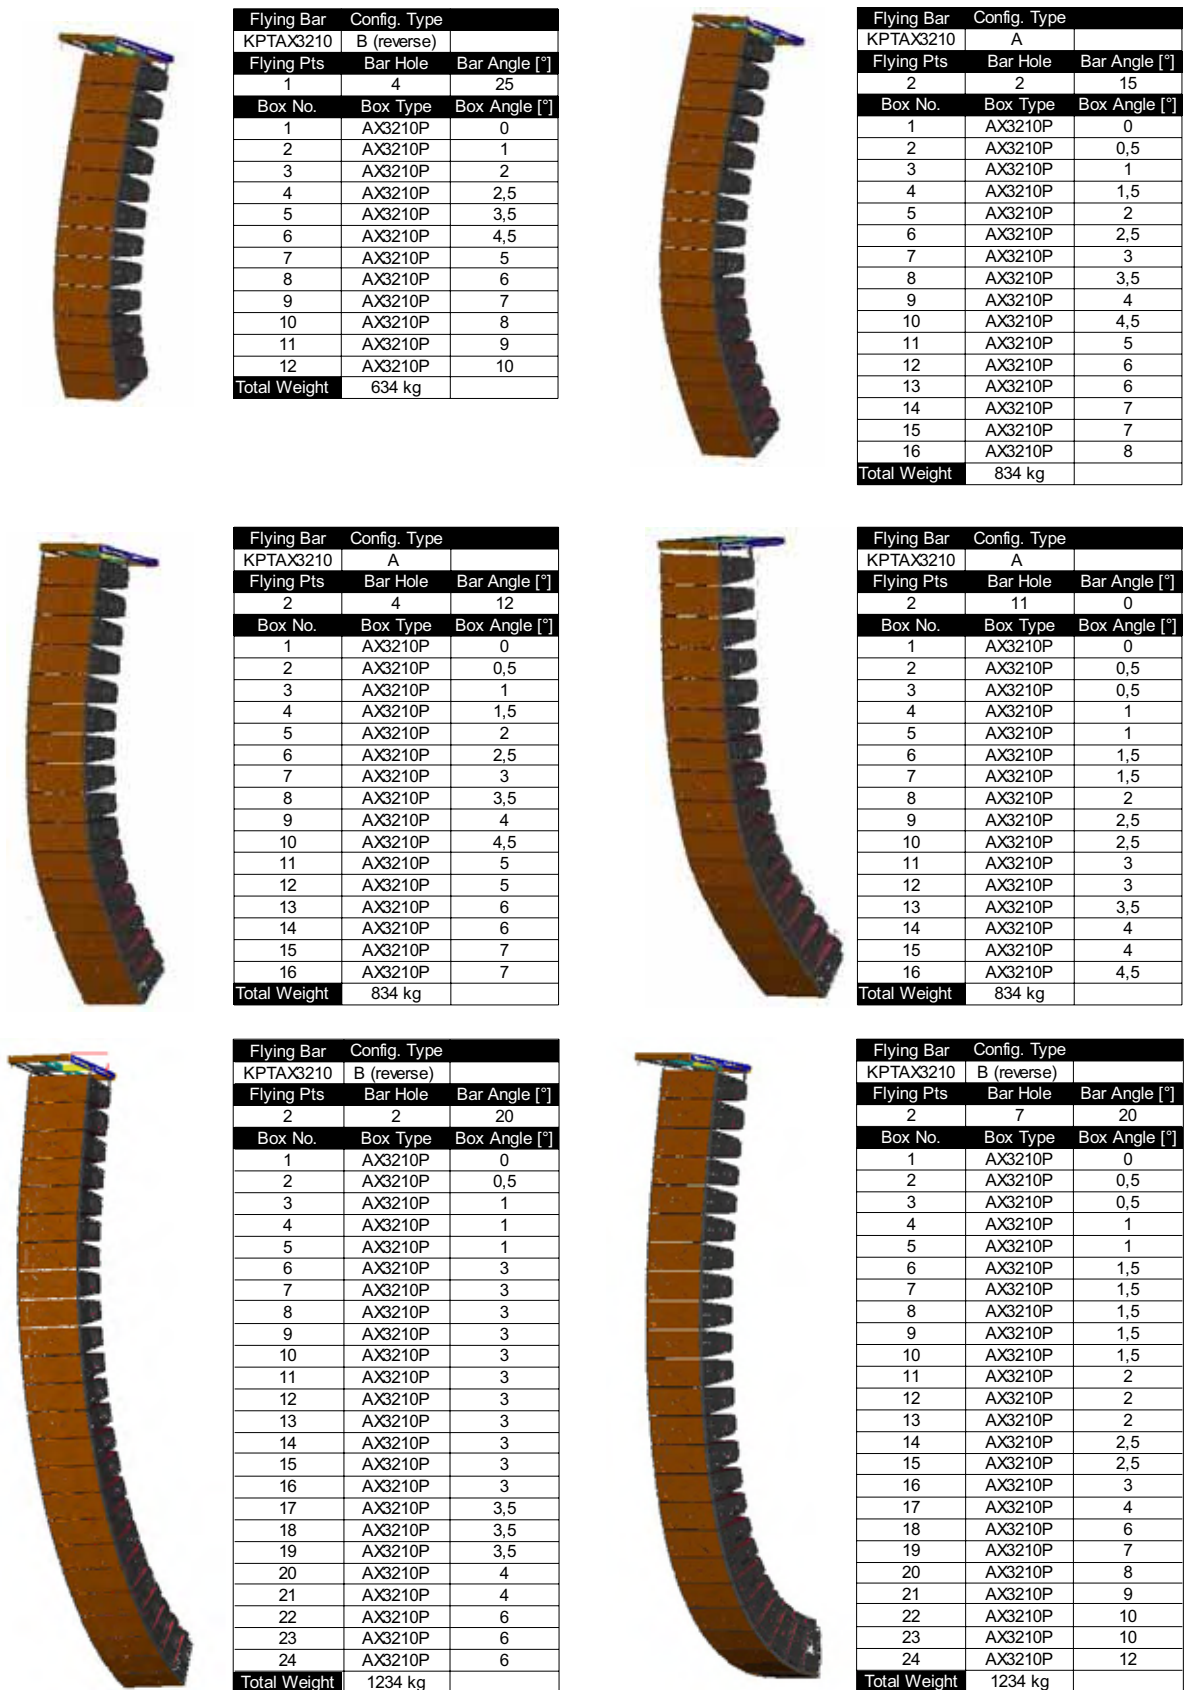 Flying Bar Config. Type
KPTAX3210 B (reverse)
Flying Pts Bar Hole Bar Angle [°]
1 4 25
Box No. Box Type Box Angle [°]
1 AX3210P 0
2 AX3210P 1
3 AX3210P 2
4 AX3210P 2,5
5 AX3210P 3,5
6 AX3210P 4,5
7 AX3210P 5
8 AX3210P 6
9 AX3210P 7
10 AX3210P 8
11 AX3210P 9
12 AX3210P 10
Total Weight 634 kg
Flying Bar Config. Type
KPTAX3210 A
Flying Pts Bar Hole Bar Angle [°]
2 2 15
Box No. Box Type Box Angle [°]
1 AX3210P 0
2 AX3210P 0,5
3 AX3210P 1
4 AX3210P 1,5
5 AX3210P 2
6 AX3210P 2,5
7 AX3210P 3
8 AX3210P 3,5
9 AX3210P 4
10 AX3210P 4,5
11 AX3210P 5
12 AX3210P 6
13 AX3210P 6
14 AX3210P 7
15 AX3210P 7
16 AX3210P 8
Total Weight 834 kg
Flying Bar Config. Type
KPTAX3210 A
Flying Pts Bar Hole Bar Angle [°]
2 4 12
Box No. Box Type Box Angle [°]
1 AX3210P 0
2 AX3210P 0,5
3 AX3210P 1
4 AX3210P 1,5
5 AX3210P 2
6 AX3210P 2,5
7 AX3210P 3
8 AX3210P 3,5
9 AX3210P 4
10 AX3210P 4,5
11 AX3210P 5
12 AX3210P 5
13 AX3210P 6
14 AX3210P 6
15 AX3210P 7
16 AX3210P 7
Total Weight 834 kg
Flying Bar Config. Type
KPTAX3210 A
Flying Pts Bar Hole Bar Angle [°]
2 11 0
Box No. Box Type Box Angle [°]
1 AX3210P 0
2 AX3210P 0,5
3 AX3210P 0,5
4 AX3210P 1
5 AX3210P 1
6 AX3210P 1,5
7 AX3210P 1,5
8 AX3210P 2
9 AX3210P 2,5
10 AX3210P 2,5
11 AX3210P 3
12 AX3210P 3
13 AX3210P 3,5
14 AX3210P 4
15 AX3210P 4
16 AX3210P 4,5
Total Weight 834 kg
Flying Bar Config. Type
KPTAX3210 B (reverse)
Flying Pts Bar Hole Bar Angle [°]
2 2 20
Box No. Box Type Box Angle [°]
1 AX3210P 0
2 AX3210P 0,5
3 AX3210P 1
4 AX3210P 1
5 AX3210P 1
6 AX3210P 3
7 AX3210P 3
8 AX3210P 3
9 AX3210P 3
10 AX3210P 3
11 AX3210P 3
12 AX3210P 3
13 AX3210P 3
14 AX3210P 3
15 AX3210P 3
16 AX3210P 3
17 AX3210P 3,5
18 AX3210P 3,5
19 AX3210P 3,5
20 AX3210P 4
21 AX3210P 4
22 AX3210P 6
23 AX3210P 6
24 AX3210P 6
Total Weight 1234 kg
Flying Bar Config. Type
KPTAX3210 B (reverse)
Flying Pts Bar Hole Bar Angle [°]
2 7 20
Box No. Box Type Box Angle [°]
1 AX3210P 0
2 AX3210P 0,5
3 AX3210P 0,5
4 AX3210P 1
5 AX3210P 1
6 AX3210P 1,5
7 AX3210P 1,5
8 AX3210P 1,5
9 AX3210P 1,5
10 AX3210P 1,5
11 AX3210P 2
12 AX3210P 2
13 AX3210P 2
14 AX3210P 2,5
15 AX3210P 2,5
16 AX3210P 3
17 AX3210P 4
18 AX3210P 6
19 AX3210P 7
20 AX3210P 8
21 AX3210P 9
22 AX3210P 10
23 AX3210P 10
24 AX3210P 12
Total Weight 1234 kg